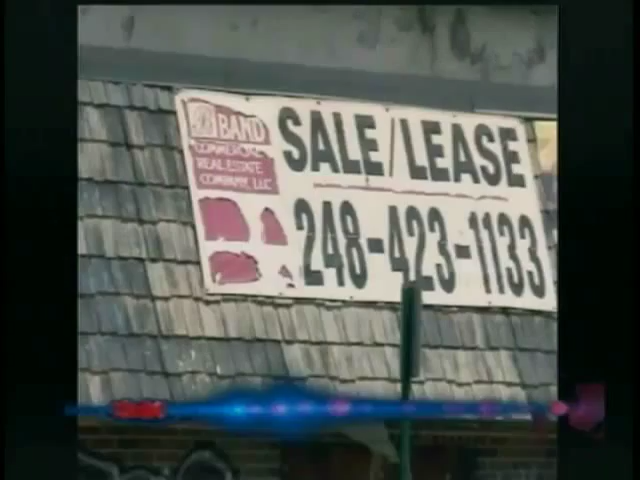 BAND
COMMERCIAL
REAL ESTATE
COMPANY, LLC
SALE/LEASE
248-423-1133